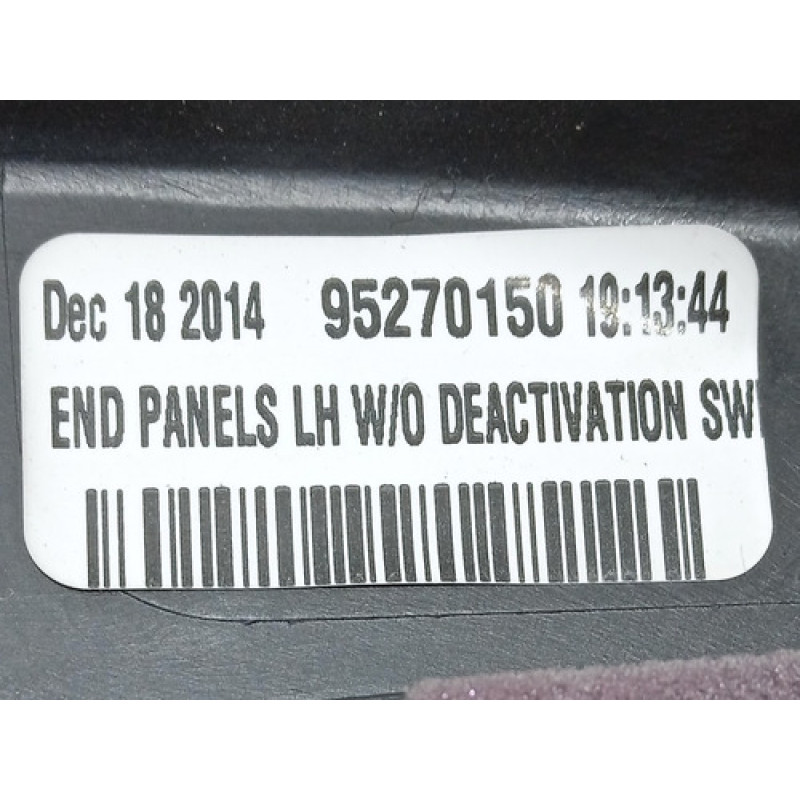 Dec 18 2014 95270150 19:13:44
END PANELS LH W/O DEACTIVATION SW